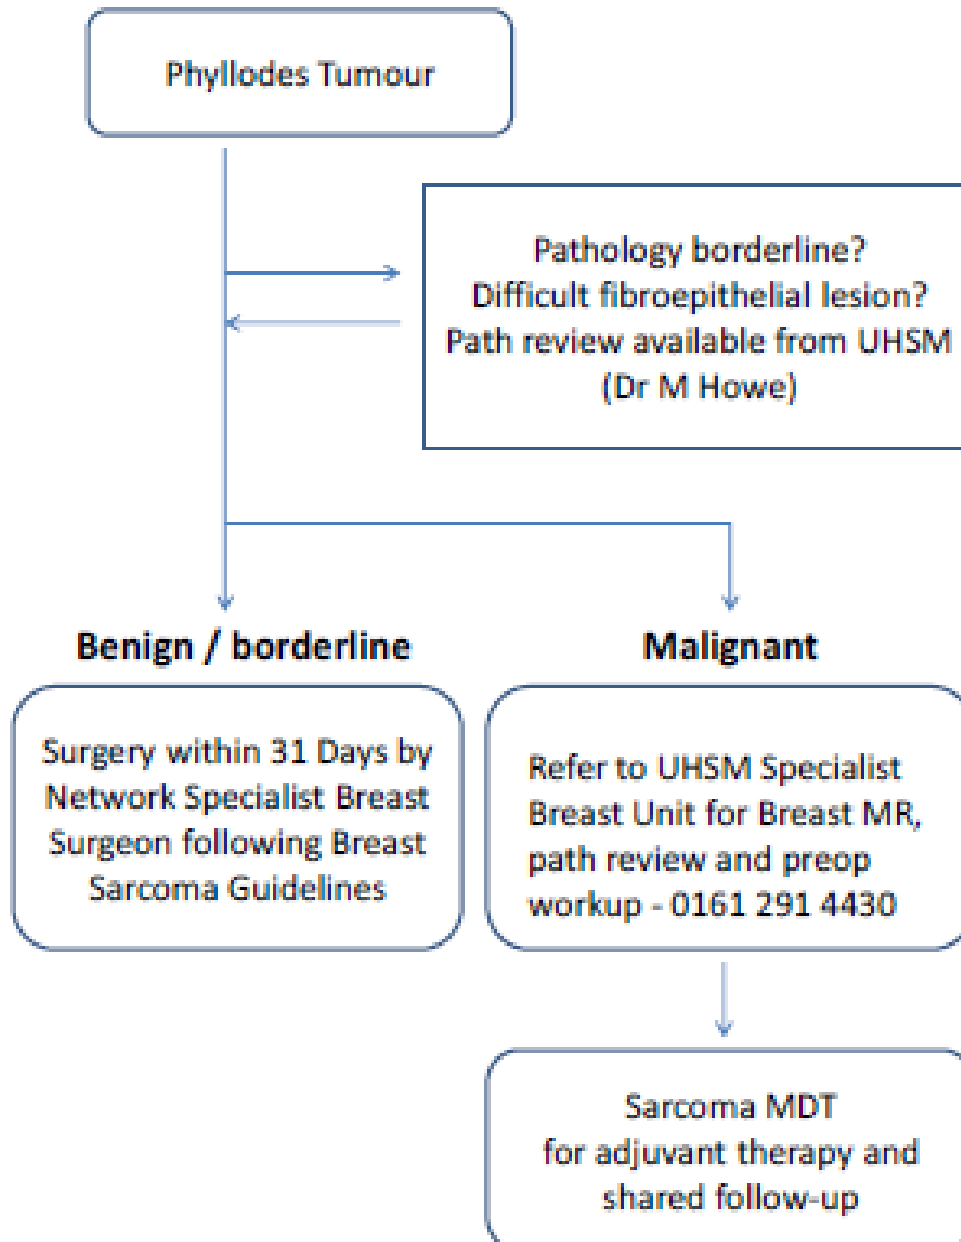 Phyllodes Tumour
Pathology borderline?
Difficult fibroepithelial lesion?
Path review available from UHSM
(Dr M Howe)
Benign / borderline
Surgery within 31 Days by
Network Specialist Breast
Surgeon following Breast
Sarcoma Guidelines
Malignant
Refer to UHSM Specialist
Breast Unit for Breast MR,
path review and preop
workup - 0161 291 4430
Sarcoma MDT
for adjuvant therapy and
shared follow-up